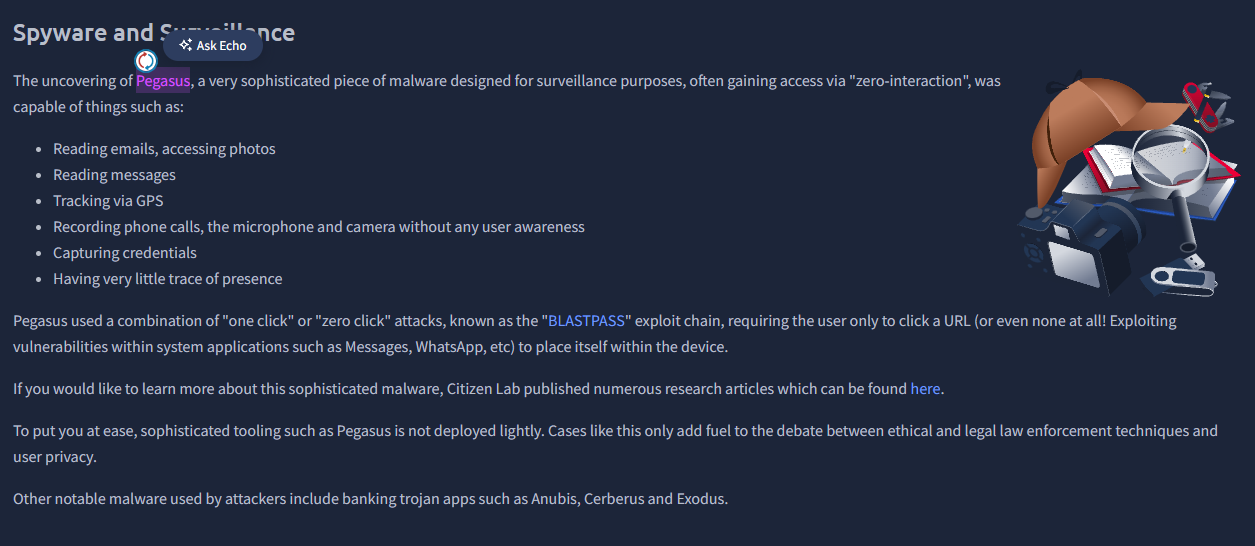 Spyware and Surveillance
Ask Echo
The uncovering of Pegasus, a very sophisticated piece of malware designed for surveillance purposes, often gaining access via "zero-interaction", was
capable of things such as:
Reading emails, accessing photos
Reading messages
Tracking via GPS
Recording phone calls, the microphone and camera without any user awareness
Capturing credentials
Having very little trace of presence
Pegasus used a combination of "one click" or "zero click" attacks, known as the "BLASTPASS" exploit chain, requiring the user only to click a URL (or even none at all! Exploiting
vulnerabilities within system applications such as Messages, WhatsApp, etc) to place itself within the device.
If you would like to learn more about this sophisticated malware, Citizen Lab published numerous research articles which can be found here.
To put you at ease, sophisticated tooling such as Pegasus is not deployed lightly. Cases like this only add fuel to the debate between ethical and legal law enforcement techniques and
user privacy.
Other notable malware used by attackers include banking trojan apps such as Anubis, Cerberus and Exodus.